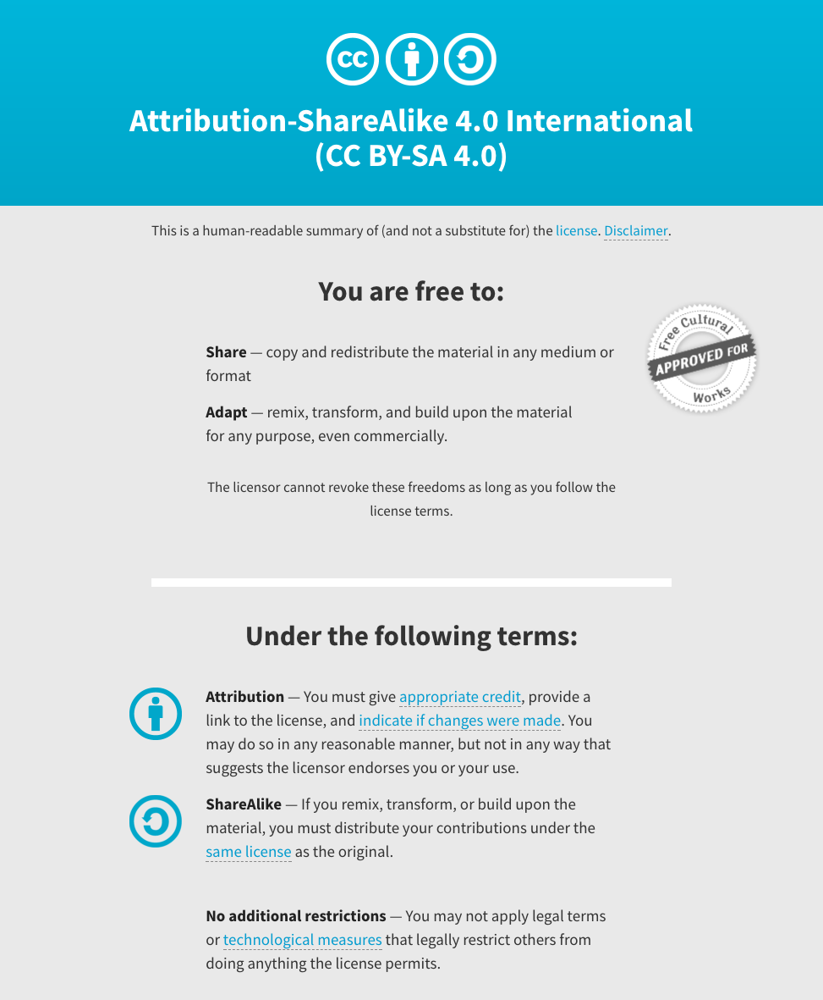 cc
Attribution-ShareAlike 4.0 International
(CC BY-SA 4.0)
This is a human-readable summary of (and not a substitute for) the license. Disclaimer.
You are free to:
Free Cultural
APPROVED FOR
Works
Share — copy and redistribute the material in any medium or
format
Adapt — remix, transform, and build upon the material
for any purpose, even commercially.
The licensor cannot revoke these freedoms as long as you follow the
license terms.
Under the following terms:
Attribution — You must give appropriate credit, provide a
link to the license, and indicate if changes were made. You
may do so in any reasonable manner, but not in any way that
suggests the licensor endorses you or your use.
ShareAlike — If you remix, transform, or build upon the
material, you must distribute your contributions under the
same license as the original.
No additional restrictions — You may not apply legal terms
or technological measures that legally restrict others from
doing anything the license permits.